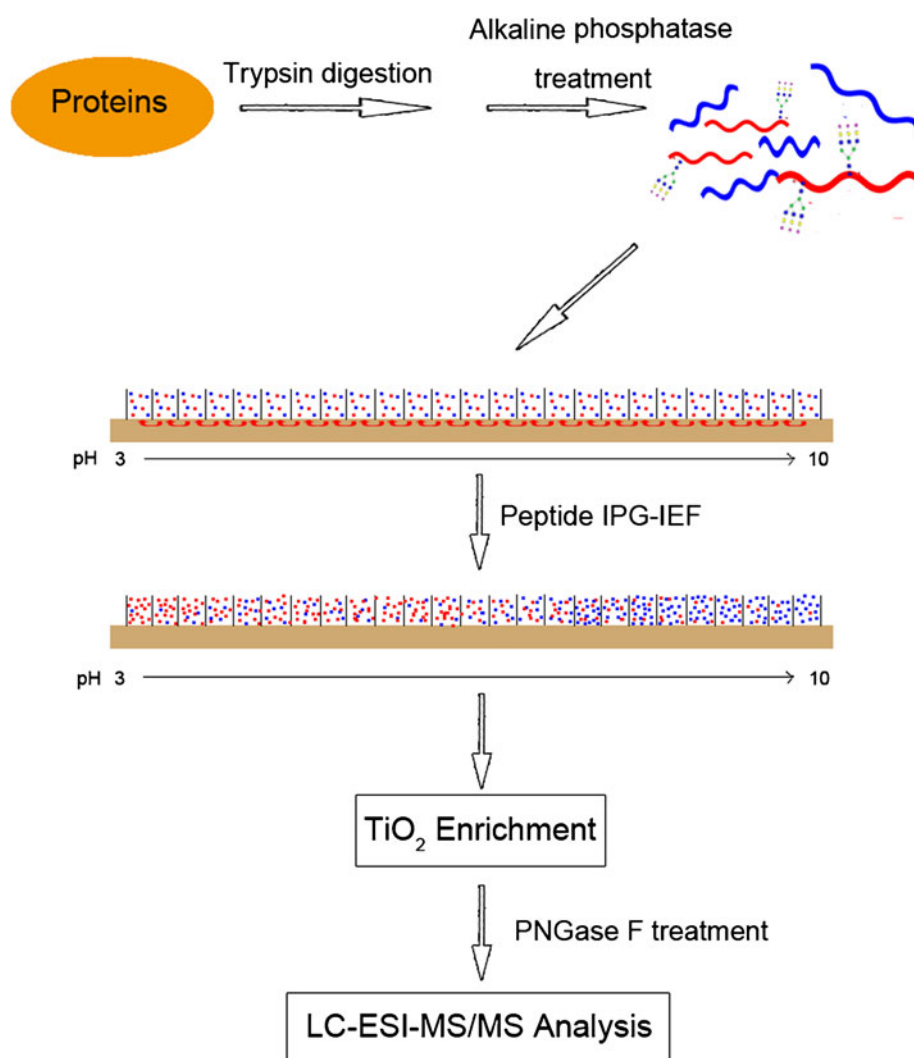 Alkaline phosphatase
treatment
Trypsin digestion
Proteins
pH 3 10
Peptide IPG-IEF
pH 3 10
TiO₂ Enrichment
PNGase F treatment
LC-ESI-MS/MS Analysis